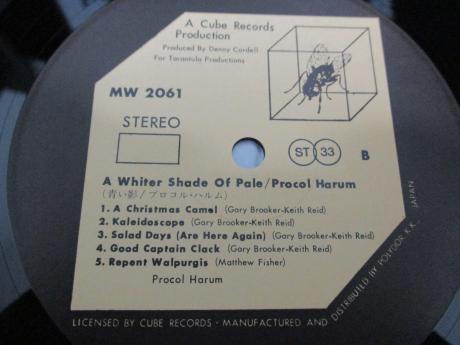 A Cube Records
Production
Produced By Denny Cordell
For Tarantula Productions
MW 2061
STEREO
ST 33
B
A Whiter Shade Of Pale/Procol Harum
(青い影/プロコル・ハルム)
1. A Christmas Camel (Gary Brooker-Keith Reid)
2. Kaleidoscope (Gary Brooker-Keith Reid)
3. Salad Days (Are Here Again) (Gary Brooker-Keith Reid)
4. Good Captain Clack (Gary Brooker-Keith Reid)
5. Repent Walpurgis (Matthew Fisher)
Procol Harum
LICENSED BY CUBE RECORDS - MANUFACTURED AND DISTRIBUTED BY POLYDOR K.K. JAPAN